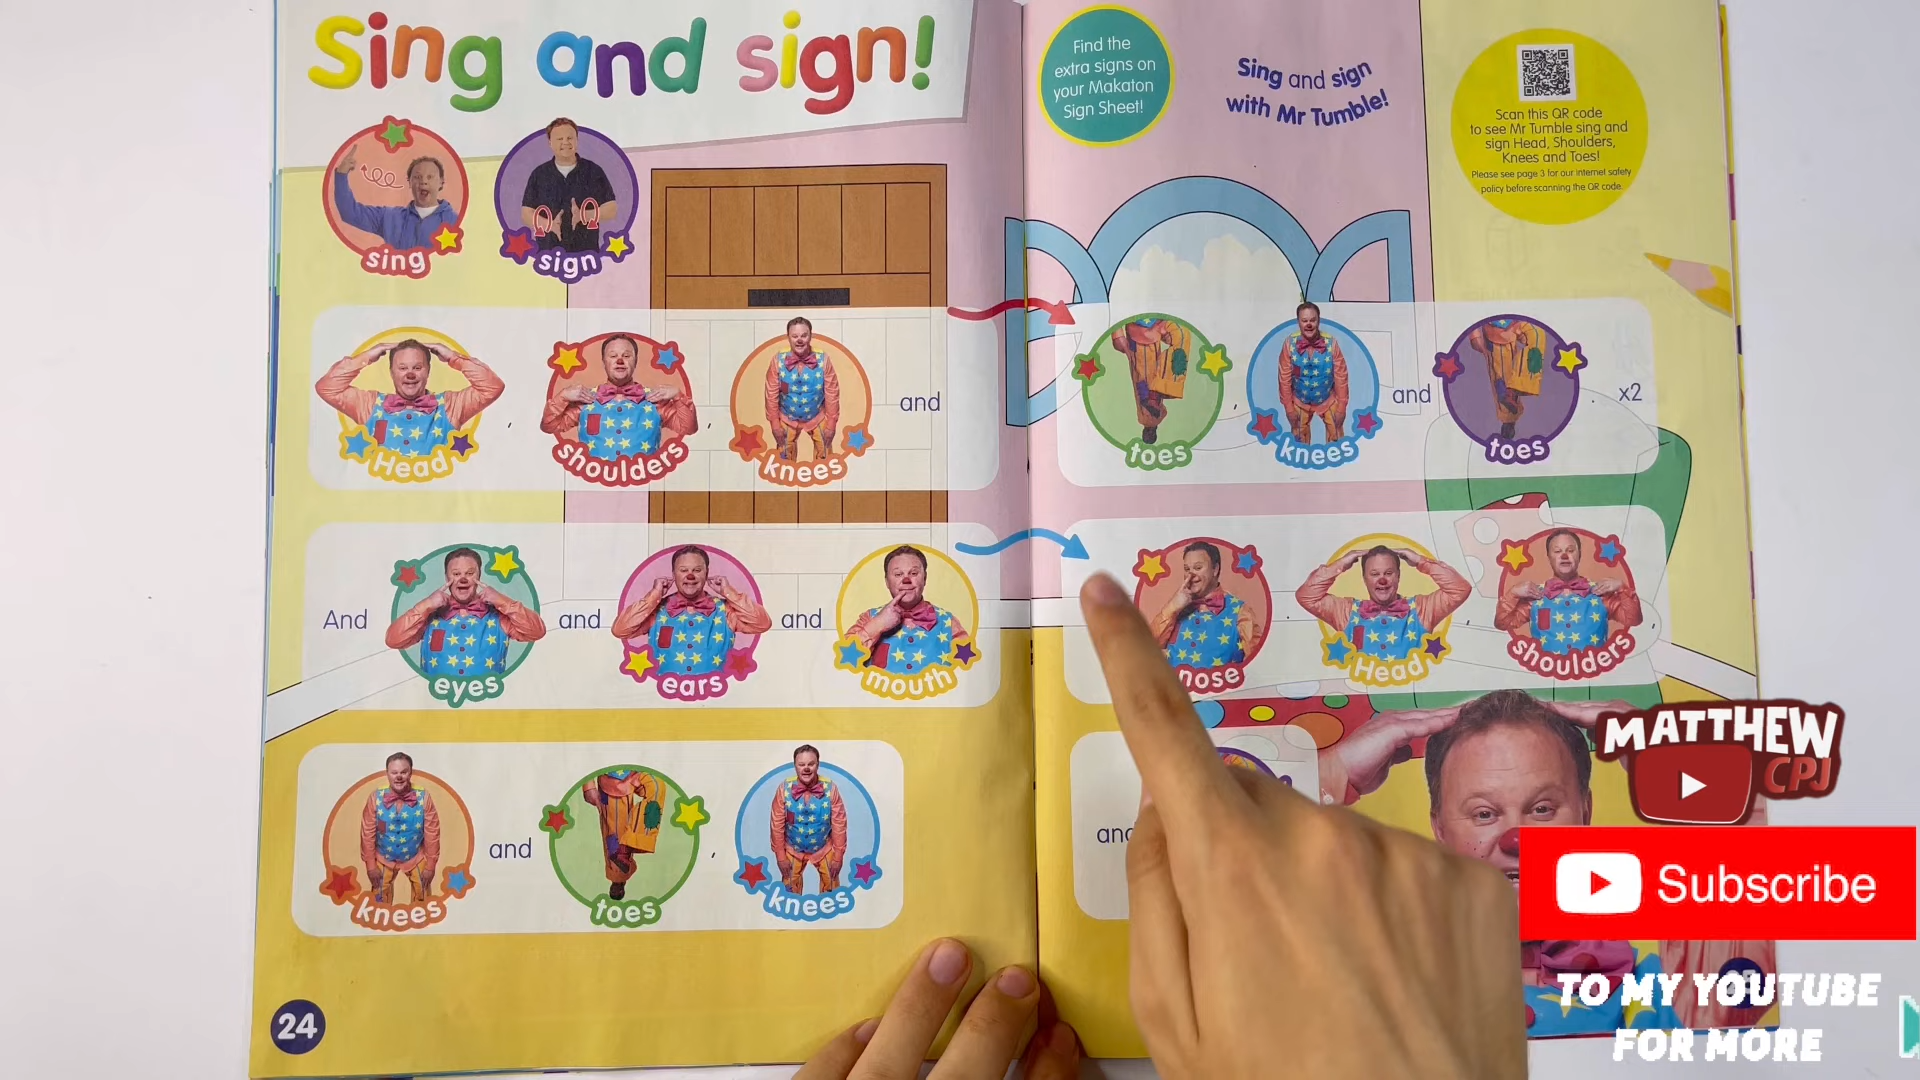 Sing and sign!
Find the
extra signs on
your Makaton
Sign Sheet!
Sing and sign
with Mr Tumble!
Scan this QR code
to see Mr Tumble sing and
sign Head, Shoulders,
Knees and Toes!
Please see page 3 for our internet safety
policy before scanning the QR code.
sing
sign
Head , shoulders , knees and toes , knees and toes . x2
And eyes and ears and mouth and nose . Head , shoulders ,
knees and toes , knees
24
MATTHEW
CPJ
Subscribe
TO MY YOUTUBE
FOR MORE